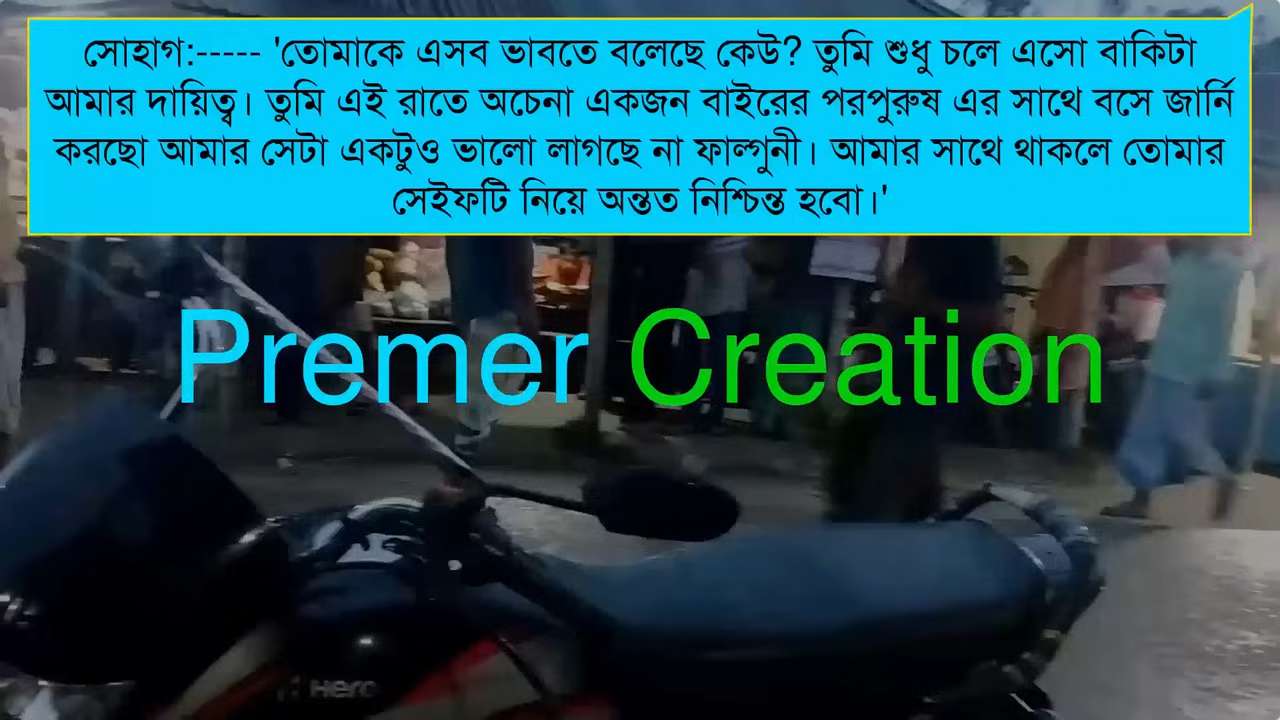 সোহাগ:----- 'তোমাকে এসব ভাবতে বলেছে কেউ? তুমি শুধু চলে এসো বাকিটা
আমার দায়িত্ব। তুমি এই রাতে অচেনা একজন বাইরের পরপুরুষ এর সাথে বসে জার্নি
করছো আমার সেটা একটুও ভালো লাগছে না ফাল্গুনী। আমার সাথে থাকলে তোমার
সেইফটি নিয়ে অন্তত নিশ্চিন্ত হবো।'
Premer Creation
Hero